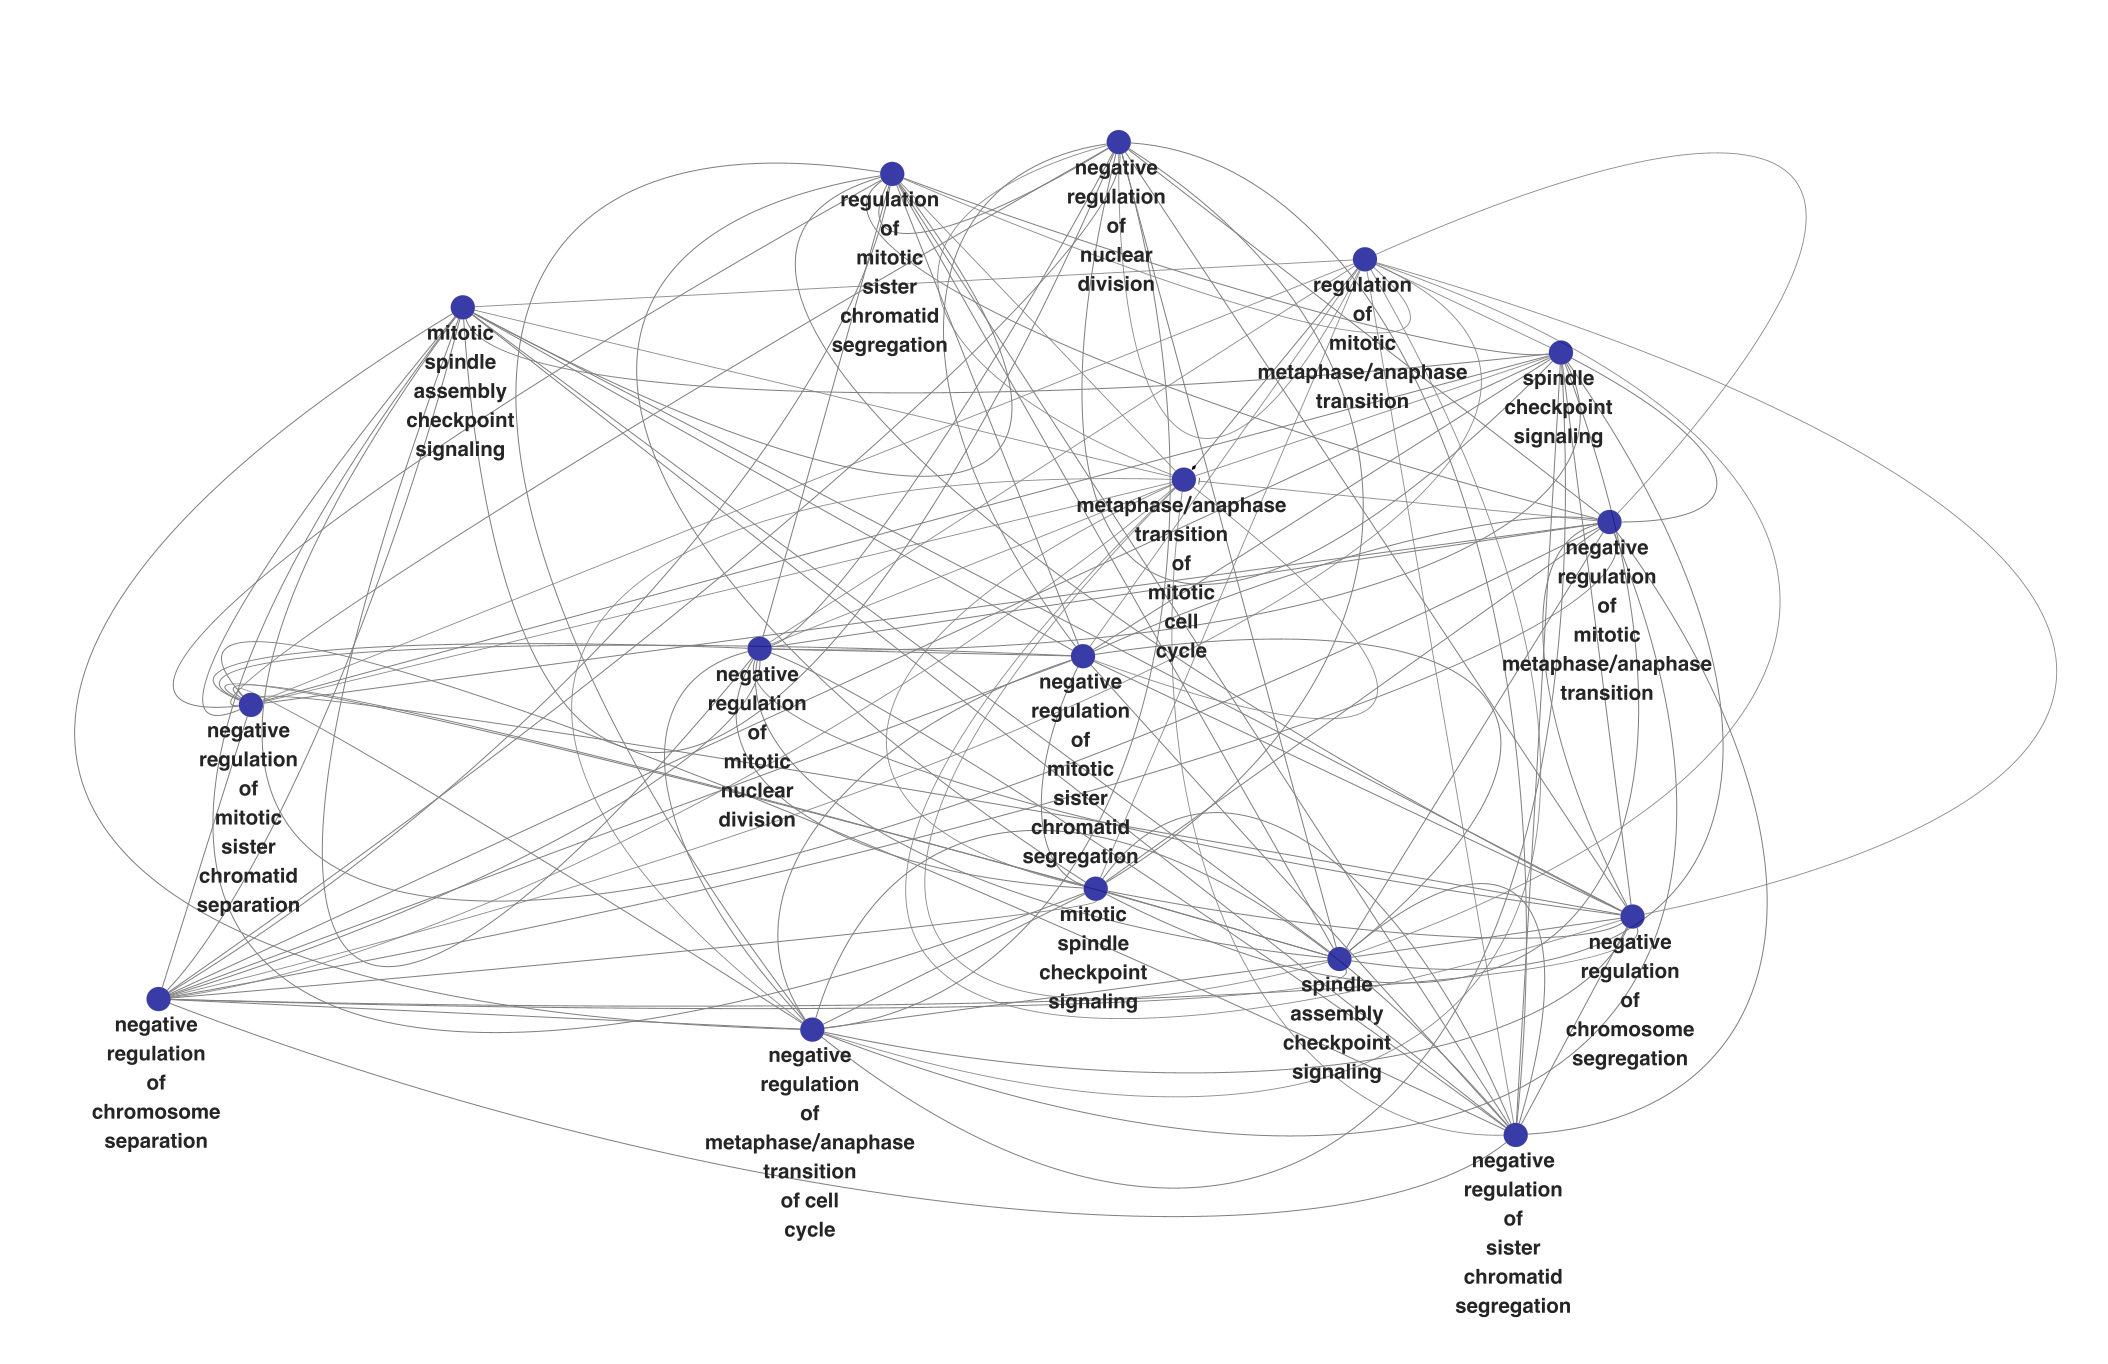 negative
regulation
of
nuclear
division
regulation
of
mitotic
sister
chromatid
segregation
regulation
of
mitotic
metaphase/anaphase
transition
mitotic
spindle
assembly
checkpoint
signaling
spindle
checkpoint
signaling
metaphase/anaphase
transition
of
mitotic
cell
cycle
negative
regulation
of
mitotic
metaphase/anaphase
transition
negative
regulation
of
mitotic
nuclear
division
negative
regulation
of
mitotic
sister
chromatid
segregation
negative
regulation
of
mitotic
sister
chromatid
separation
mitotic
spindle
checkpoint
signaling
negative
regulation
of
chromosome
segregation
spindle
assembly
checkpoint
signaling
negative
regulation
of
chromosome
separation
negative
regulation
of
metaphase/anaphase
transition
of cell
cycle
negative
regulation
of
sister
chromatid
segregation